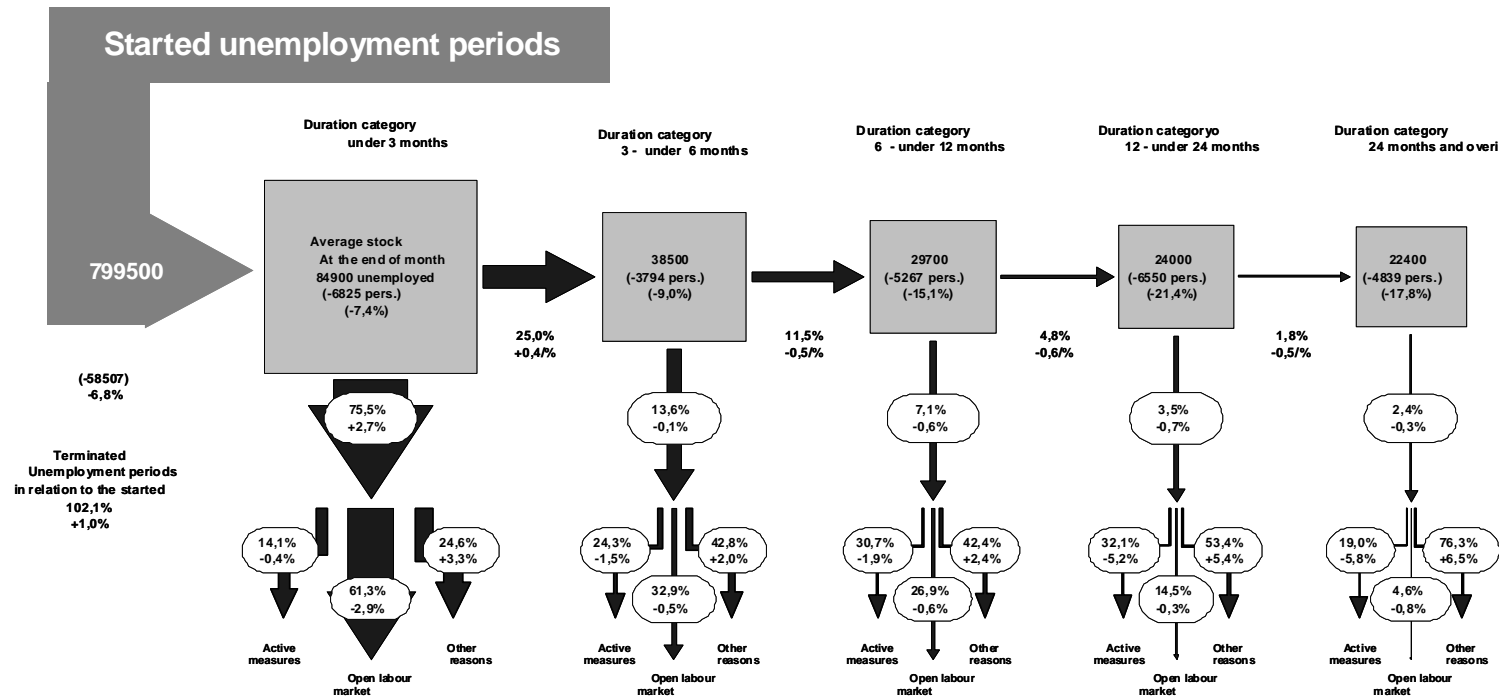 Started unemployment periods
799500
(-58507)
-6,8%
Terminated
Unemployment periods
in relation to the started
102,1%
+1,0%
Duration category
under 3 months
Average stock
At the end of month
84900 unemployed
(-6825 pers.)
(-7,4%)
25,0%
+0,4/%
75,5%
+2,7%
14,1%
-0,4%
61,3%
-2,9%
24,6%
+3,3%
Active
measures
Open labour
market
Other
reasons
Duration category
3 - under 6 months
38500
(-3794 pers.)
(-9,0%)
11,5%
-0,5/%
13,6%
-0,1%
24,3%
-1,5%
32,9%
-0,5%
42,8%
+2,0%
Active
measures
Open labour
market
Other
reasons
Duration category
6 - under 12 months
29700
(-5267 pers.)
(-15,1%)
4,8%
-0,6/%
7,1%
-0,6%
30,7%
-1,9%
26,9%
-0,6%
42,4%
+2,4%
Active
measures
Open labour
market
Other
reasons
Duration categoryo
12 - under 24 months
24000
(-6550 pers.)
(-21,4%)
1,8%
-0,5/%
3,5%
-0,7%
32,1%
-5,2%
14,5%
-0,3%
53,4%
+5,4%
Active
measures
Open labour
market
Other
reasons
Duration category
24 months and overi
22400
(-4839 pers.)
(-17,8%)
2,4%
-0,3%
19,0%
-5,8%
4,6%
-0,8%
76,3%
+6,5%
Active
measures
Open labour
market
Other
reasons